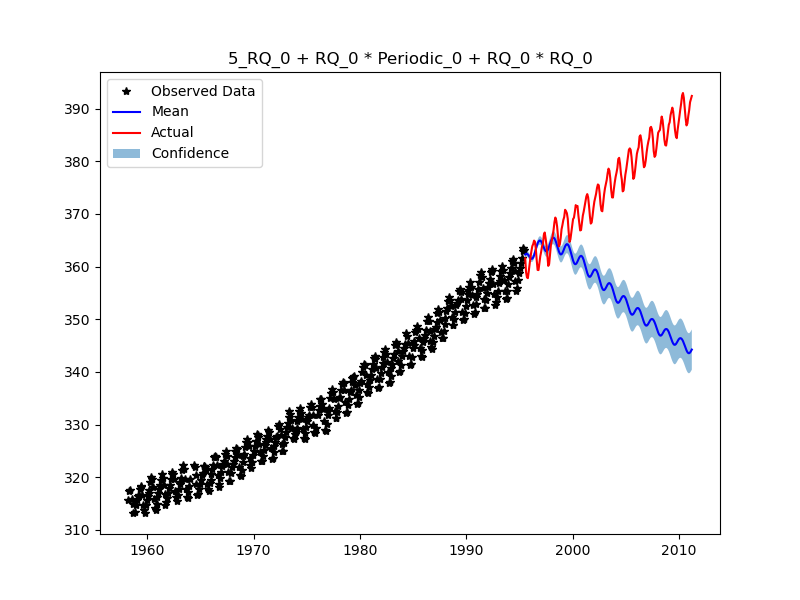 5_RQ_0 + RQ_0 * Periodic_0 + RQ_0 * RQ_0
Observed Data
Mean
Actual
Confidence
390
380
370
360
350
340
330
320
310
1960 1970 1980 1990 2000 2010